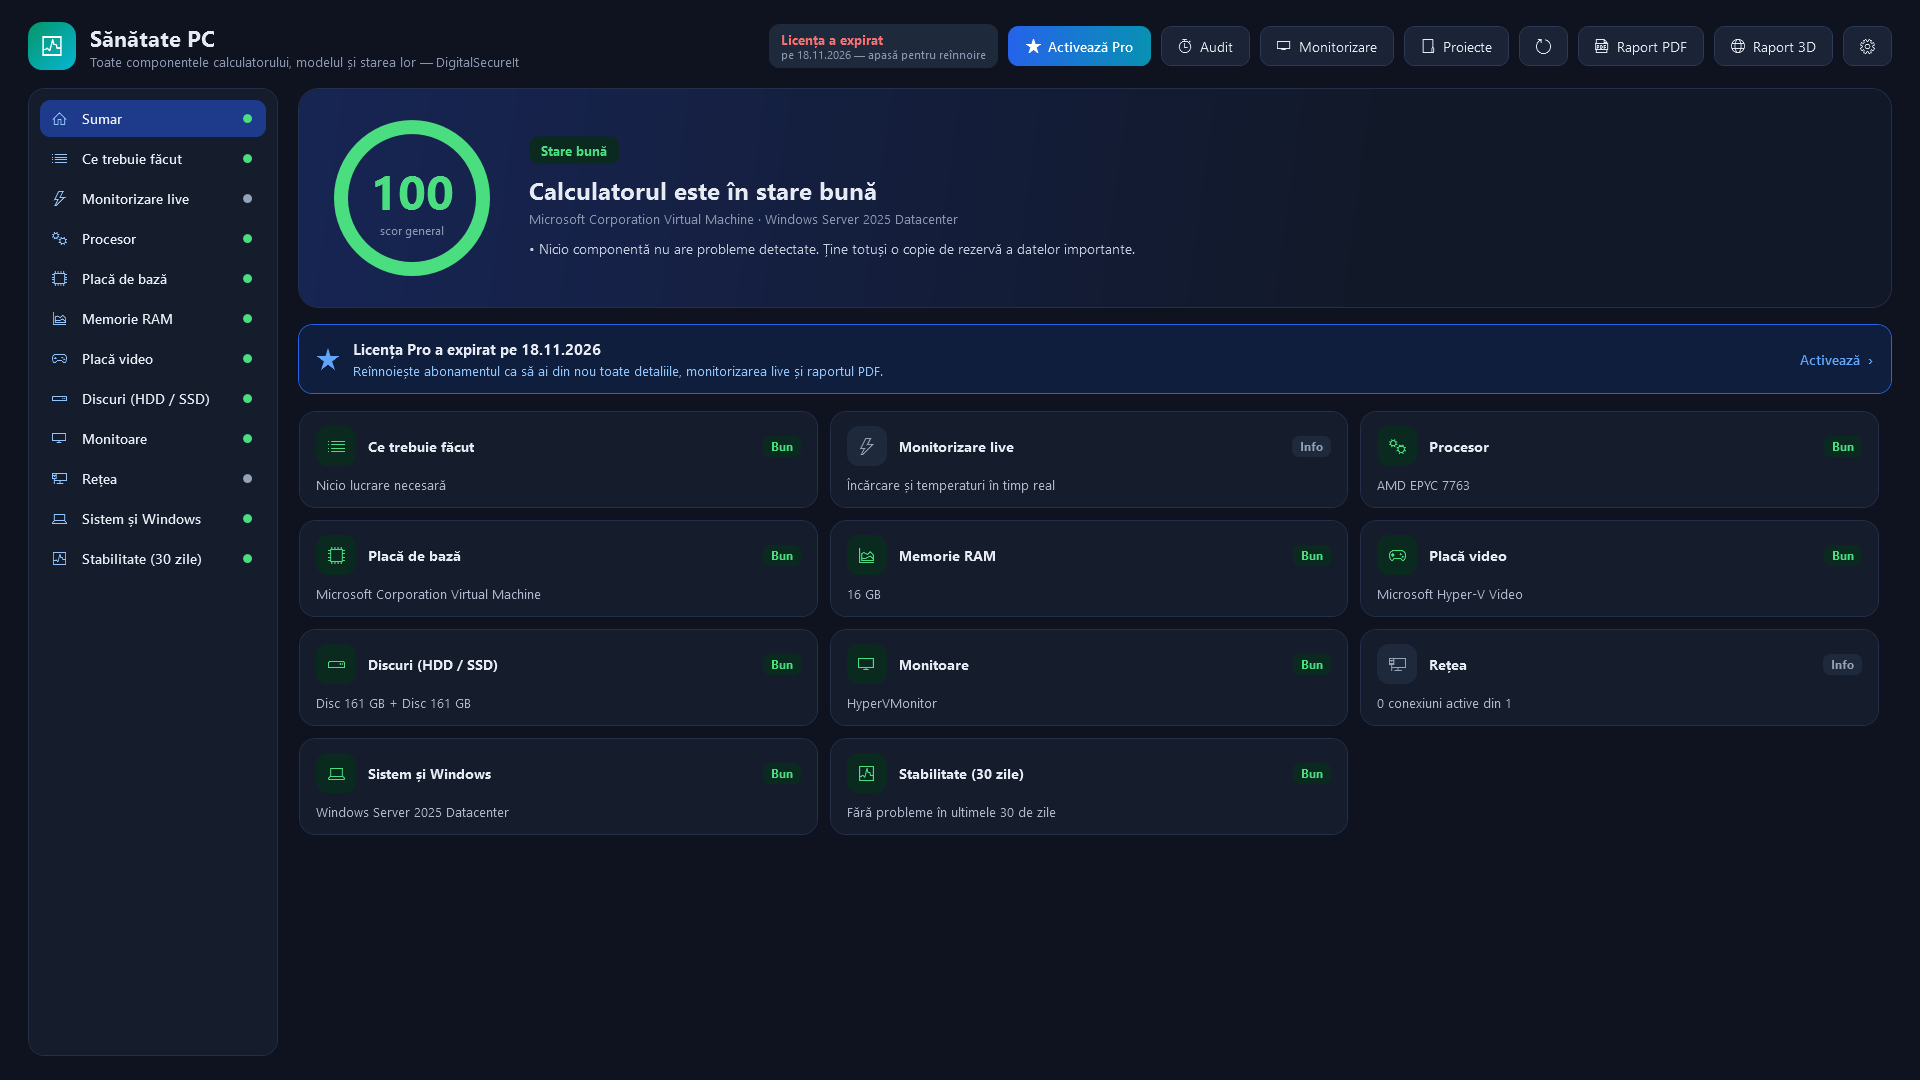 Sănătate PC
Toate componentele calculatorului, modelul și starea lor — DigitalSecureIt
Licența a expirat
pe 18.11.2026 — apasă pentru reînnoire
Activează Pro
Audit
Monitorizare
Proiecte
Raport PDF
Raport 3D
Sumar
Ce trebuie făcut
Monitorizare live
Procesor
Placă de bază
Memorie RAM
Placă video
Discuri (HDD / SSD)
Monitoare
Rețea
Sistem și Windows
Stabilitate (30 zile)
100
scor general
Stare bună
Calculatorul este în stare bună
Microsoft Corporation Virtual Machine · Windows Server 2025 Datacenter
• Nicio componentă nu are probleme detectate. Ține totuși o copie de rezervă a datelor importante.
Licența Pro a expirat pe 18.11.2026
Reînnoiește abonamentul ca să ai din nou toate detaliile, monitorizarea live și raportul PDF.
Activează ›
Ce trebuie făcut
Bun
Nicio lucrare necesară
Monitorizare live
Info
Încărcare și temperaturi în timp real
Procesor
Bun
AMD EPYC 7763
Placă de bază
Bun
Microsoft Corporation Virtual Machine
Memorie RAM
Bun
16 GB
Placă video
Bun
Microsoft Hyper-V Video
Discuri (HDD / SSD)
Bun
Disc 161 GB + Disc 161 GB
Monitoare
Bun
HyperVMonitor
Rețea
Info
0 conexiuni active din 1
Sistem și Windows
Bun
Windows Server 2025 Datacenter
Stabilitate (30 zile)
Bun
Fără probleme în ultimele 30 de zile